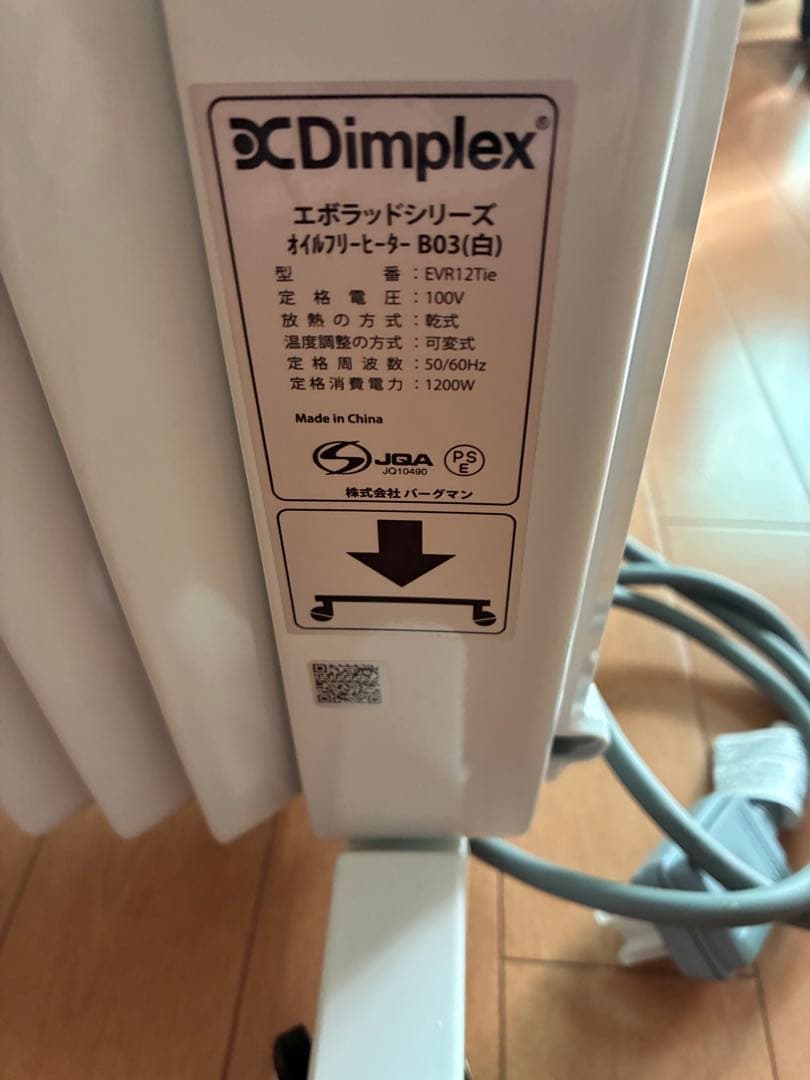 Dimplex®
エボラッドシリーズ
ｵｲﾙﾌﾘｰﾋｰﾀｰ B03(白)
型番：EVR12Tie
定格電圧：100V
放熱の方式：乾式
温度調整の方式：可変式
定格周波数：50/60Hz
定格消費電力：1200W
Made in China
JQA
JQ10490
PS
E
株式会社 バーグマン